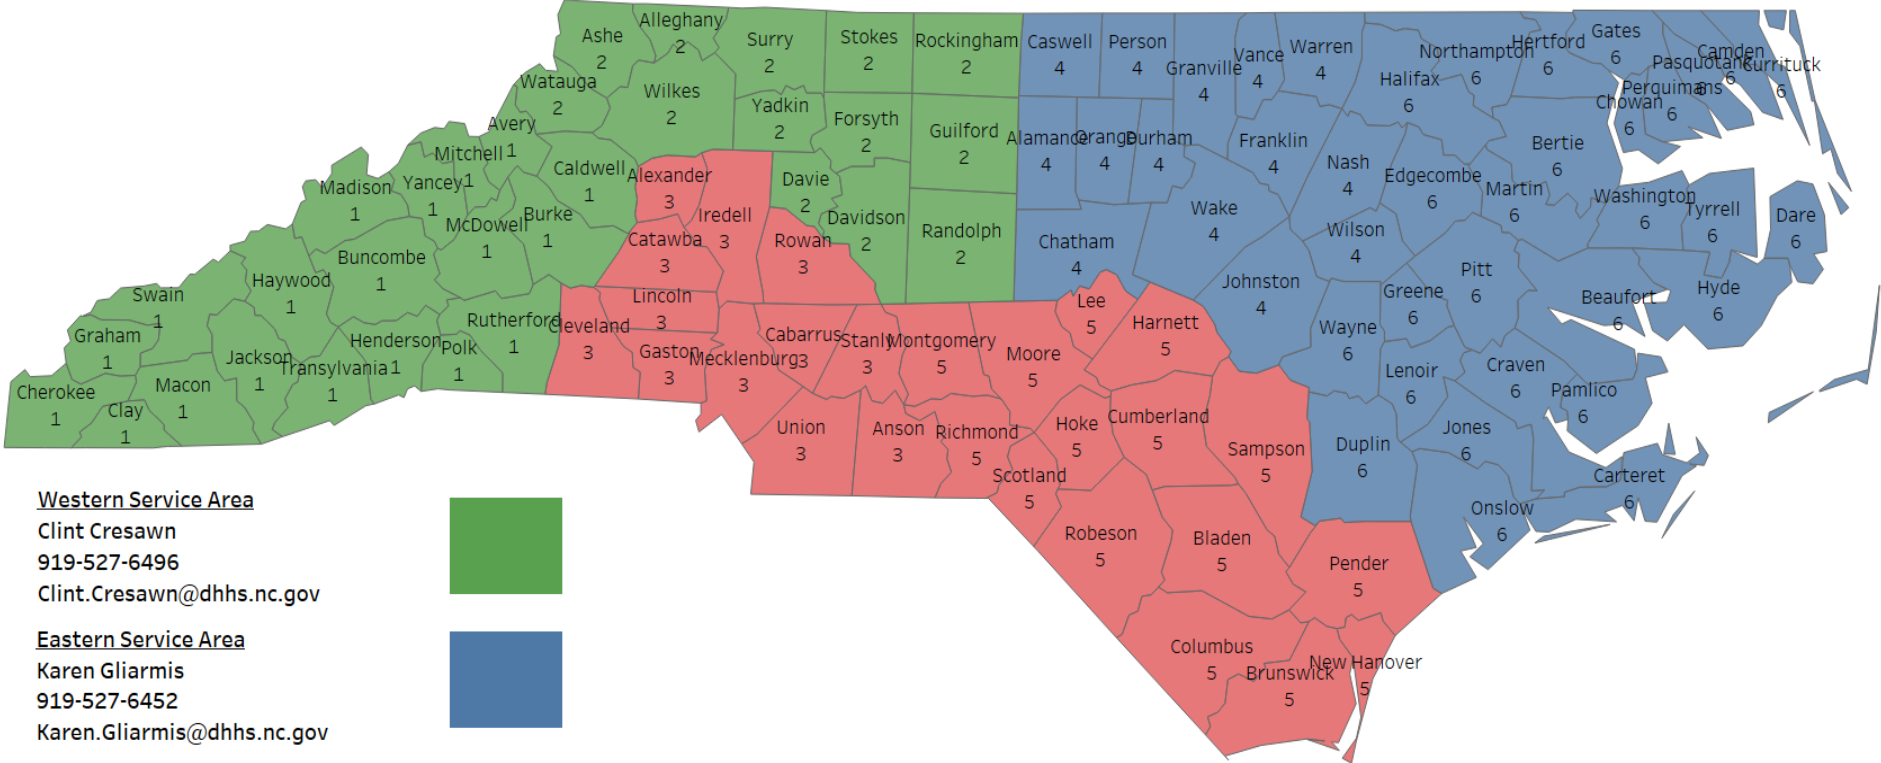 Alleghany
2
Ashe
2
Surry
2
Stokes
2
Rockingham
2
Caswell
4
Person
4
Granville
4
Vance
4
Warren
4
Northampton
6
Halifax
6
Hertford
6
Gates
6
Pasquotank
6
Camden
6
Currituck
6
Perquimans
6
Chowan
6
Watauga
2
Wilkes
2
Yadkin
2
Forsyth
2
Guilford
2
Alamance
4
Orange
4
Durham
4
Franklin
4
Nash
4
Edgecombe
6
Martin
6
Bertie
6
Washington
6
Tyrrell
6
Dare
6
Avery
1
Mitchell
1
Yancey
1
Madison
1
Caldwell
1
Alexander
3
Iredell
3
Davie
2
Davidson
2
Randolph
2
Chatham
4
Wake
4
Wilson
4
Johnston
4
McDowell
1
Burke
1
Catawba
3
Rowan
3
Buncombe
1
Haywood
1
Swain
1
Graham
1
Cherokee
1
Clay
1
Macon
1
Jackson
1
Transylvania
1
Henderson
1
Polk
1
Rutherford
1
Cleveland
3
Lincoln
3
Gaston
3
Mecklenburg
3
Cabarrus
3
Stanly
3
Montgomery
5
Moore
5
Lee
5
Harnett
5
Wayne
6
Greene
6
Pitt
6
Beaufort
6
Hyde
6
Lenoir
6
Craven
6
Pamlico
6
Union
3
Anson
3
Richmond
5
Scotland
5
Hoke
5
Cumberland
5
Sampson
5
Duplin
6
Jones
6
Carteret
6
Onslow
6
Robeson
5
Bladen
5
Pender
5
Columbus
5
Brunswick
5
New Hanover
5
Western Service Area
Clint Cresawn
919-527-6496
Clint.Cresawn@dhhs.nc.gov
Eastern Service Area
Karen Gliarmis
919-527-6452
Karen.Gliarmis@dhhs.nc.gov